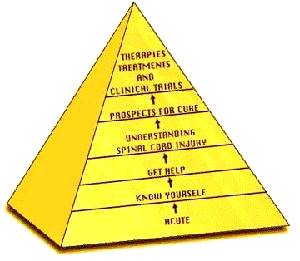 THERAPIES
TREATMENTS
AND
CLINICAL TRIALS
PROSPECTS FOR CURE
UNDERSTANDING
SPINAL CORD INJURY
GET HELP
KNOW YOURSELF
ACUTE